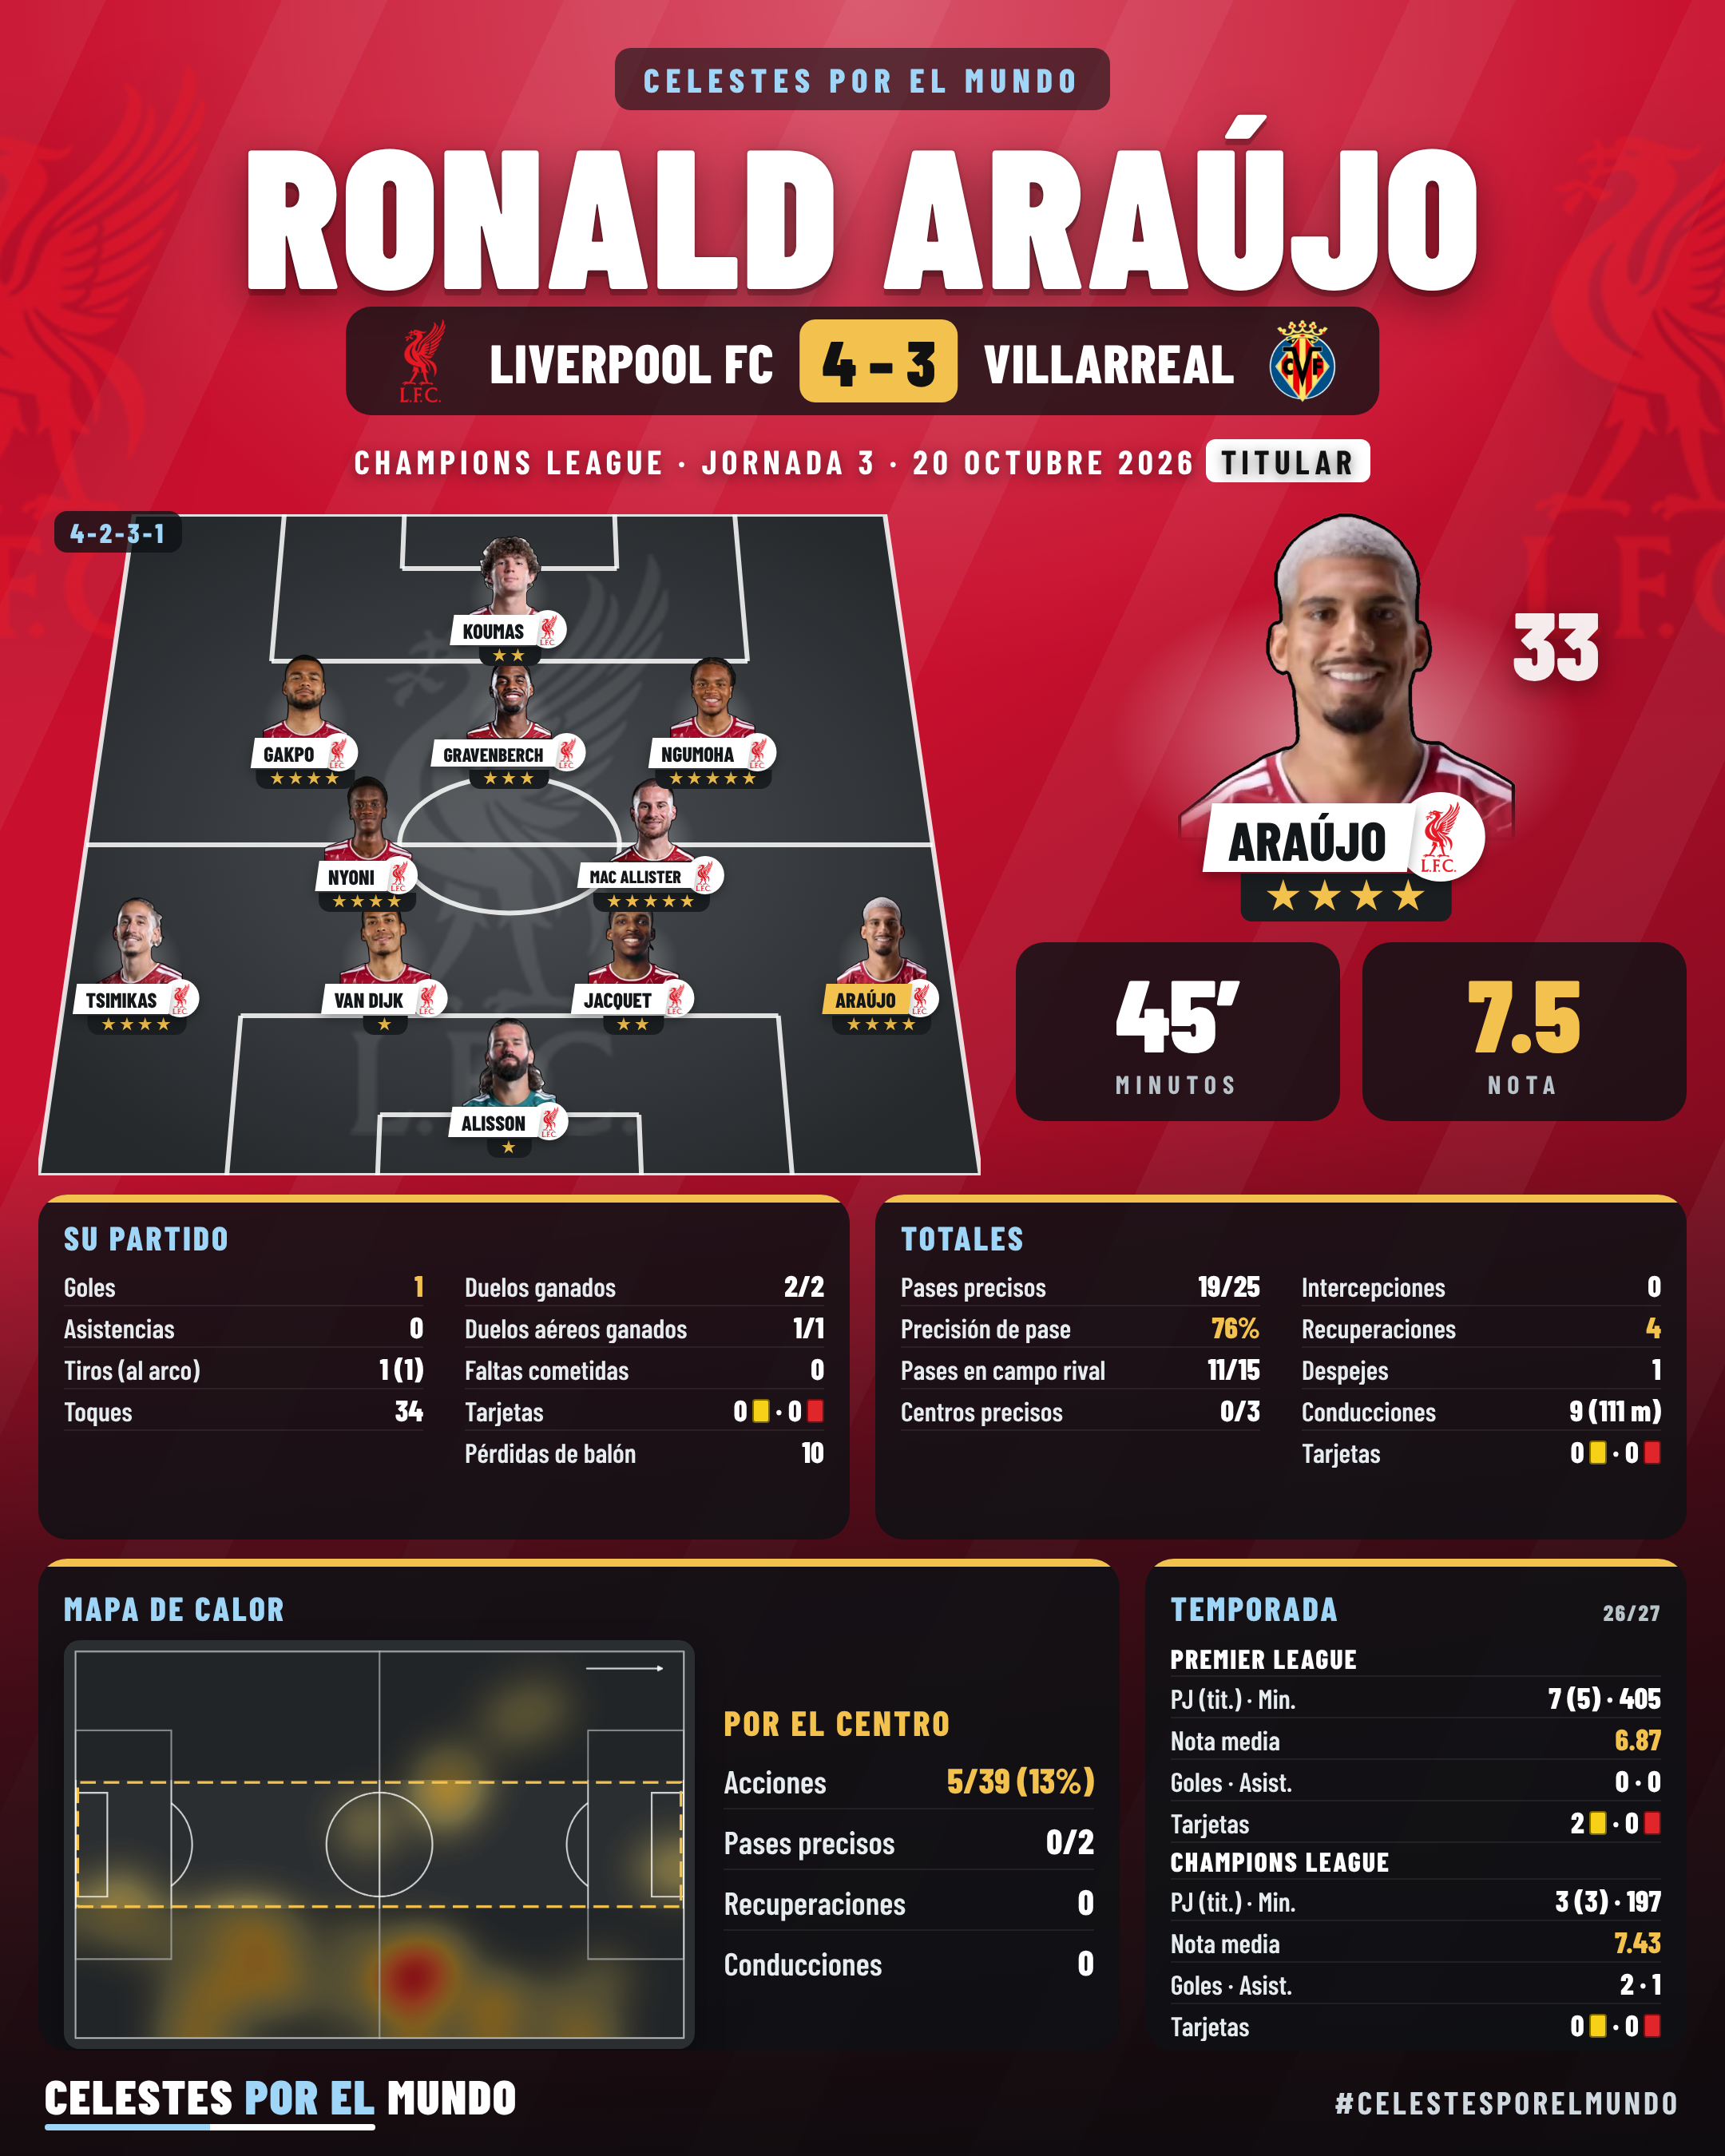 CELESTES POR EL MUNDO
RONALD ARAÚJO
L.F.C. LIVERPOOL FC 4 - 3 VILLARREAL CVF
CHAMPIONS LEAGUE · JORNADA 3 · 20 OCTUBRE 2026 TITULAR
4-2-3-1
KOUMAS
GAKPO GRAVENBERCH NGUMOHA
NYONI MAC ALLISTER
TSIMIKAS VAN DIJK JACQUET ARAÚJO
ALISSON
33
ARAÚJO L.F.C.
45'
MINUTOS
7.5
NOTA
SU PARTIDO
Goles 1
Asistencias 0
Tiros (al arco) 1 (1)
Toques 34
Duelos ganados 2/2
Duelos aéreos ganados 1/1
Faltas cometidas 0
Tarjetas 0 · 0
Pérdidas de balón 10
TOTALES
Pases precisos 19/25
Precisión de pase 76%
Pases en campo rival 11/15
Centros precisos 0/3
Intercepciones 0
Recuperaciones 4
Despejes 1
Conducciones 9 (111 m)
Tarjetas 0 · 0
MAPA DE CALOR
POR EL CENTRO
Acciones 5/39 (13%)
Pases precisos 0/2
Recuperaciones 0
Conducciones 0
TEMPORADA 26/27
PREMIER LEAGUE
PJ (tit.) · Min. 7 (5) · 405
Nota media 6.87
Goles · Asist. 0 · 0
Tarjetas 2 · 0
CHAMPIONS LEAGUE
PJ (tit.) · Min. 3 (3) · 197
Nota media 7.43
Goles · Asist. 2 · 1
Tarjetas 0 · 0
CELESTES POR EL MUNDO
#CELESTESPORELMUNDO